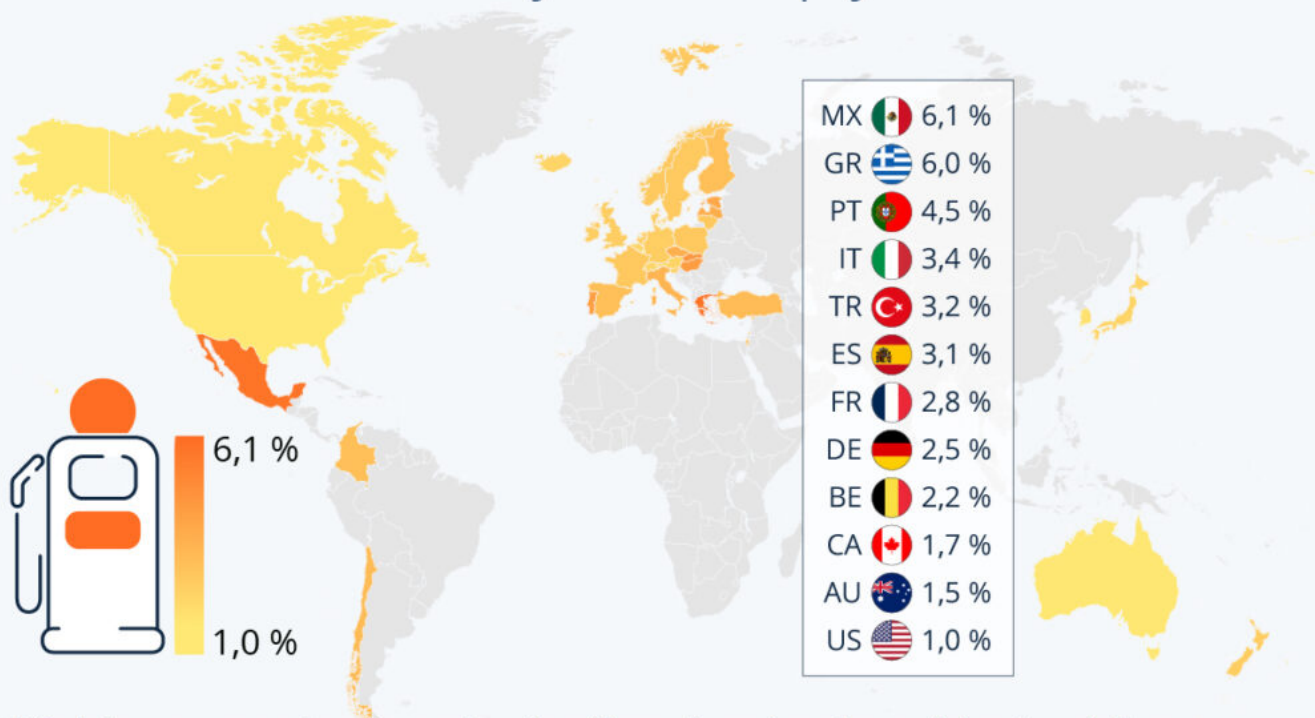 MX 6,1 %
GR 6,0 %
PT 4,5 %
IT 3,4 %
TR 3,2 %
ES 3,1 %
FR 2,8 %
DE 2,5 %
BE 2,2 %
CA 1,7 %
AU 1,5 %
US 1,0 %
6,1 %
1,0 %